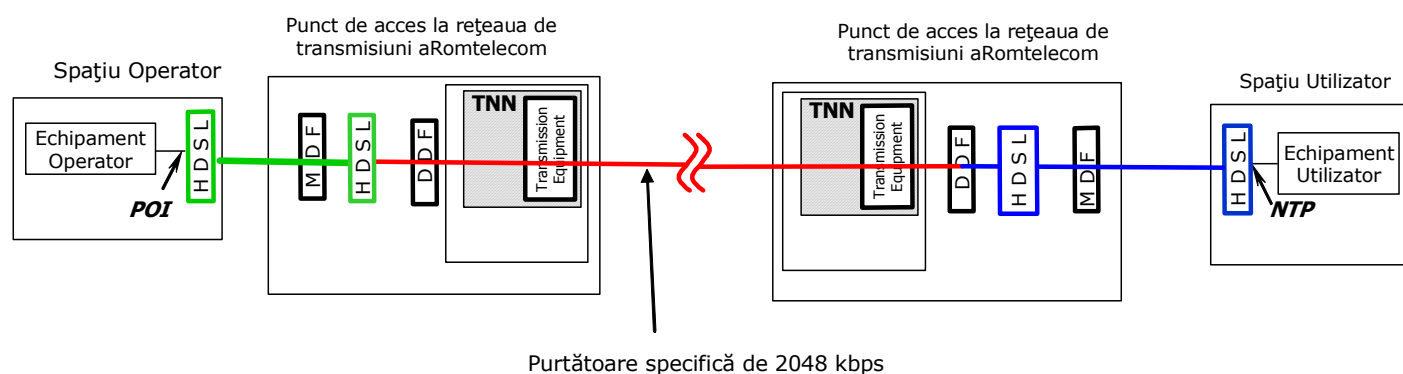 Spaţiu Operator
Echipament
Operator
POI
HDSL
Punct de acces la reţeaua de
transmisiuni aRomtelecom
MDF
HDSL
DDF
TNN
Transmission
Equipment
Purtătoare specifică de 2048 kbps
Punct de acces la reţeaua de
transmisiuni aRomtelecom
TNN
Transmission
Equipment
DDF
HDSL
MDF
Spaţiu Utilizator
HDSL
NTP
Echipament
Utilizator